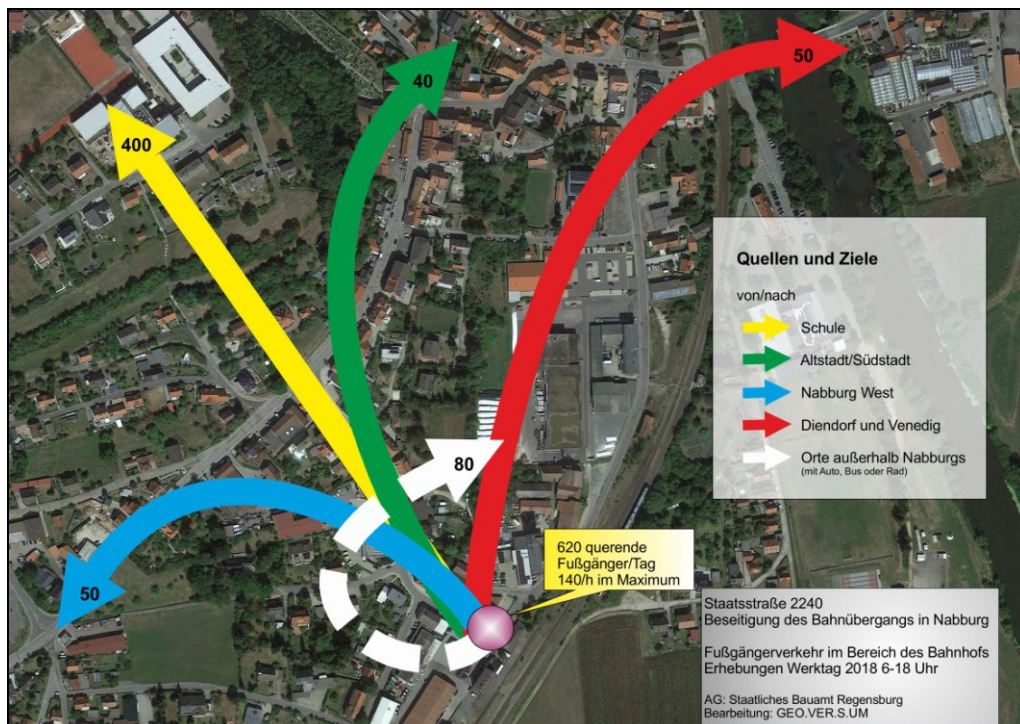 400
40
50
80
50
Quellen und Ziele
von/nach
Schule
Altstadt/Südstadt
Nabburg West
Diendorf und Venedig
Orte außerhalb Nabburgs
(mit Auto, Bus oder Rad)
620 querende
Fußgänger/Tag
140/h im Maximum
Staatsstraße 2240
Beseitigung des Bahnübergangs in Nabburg
Fußgängerverkehr im Bereich des Bahnhofs
Erhebungen Werktag 2018 6-18 Uhr
AG: Staatliches Bauamt Regensburg
Bearbeitung: GEO.VER.S.UM